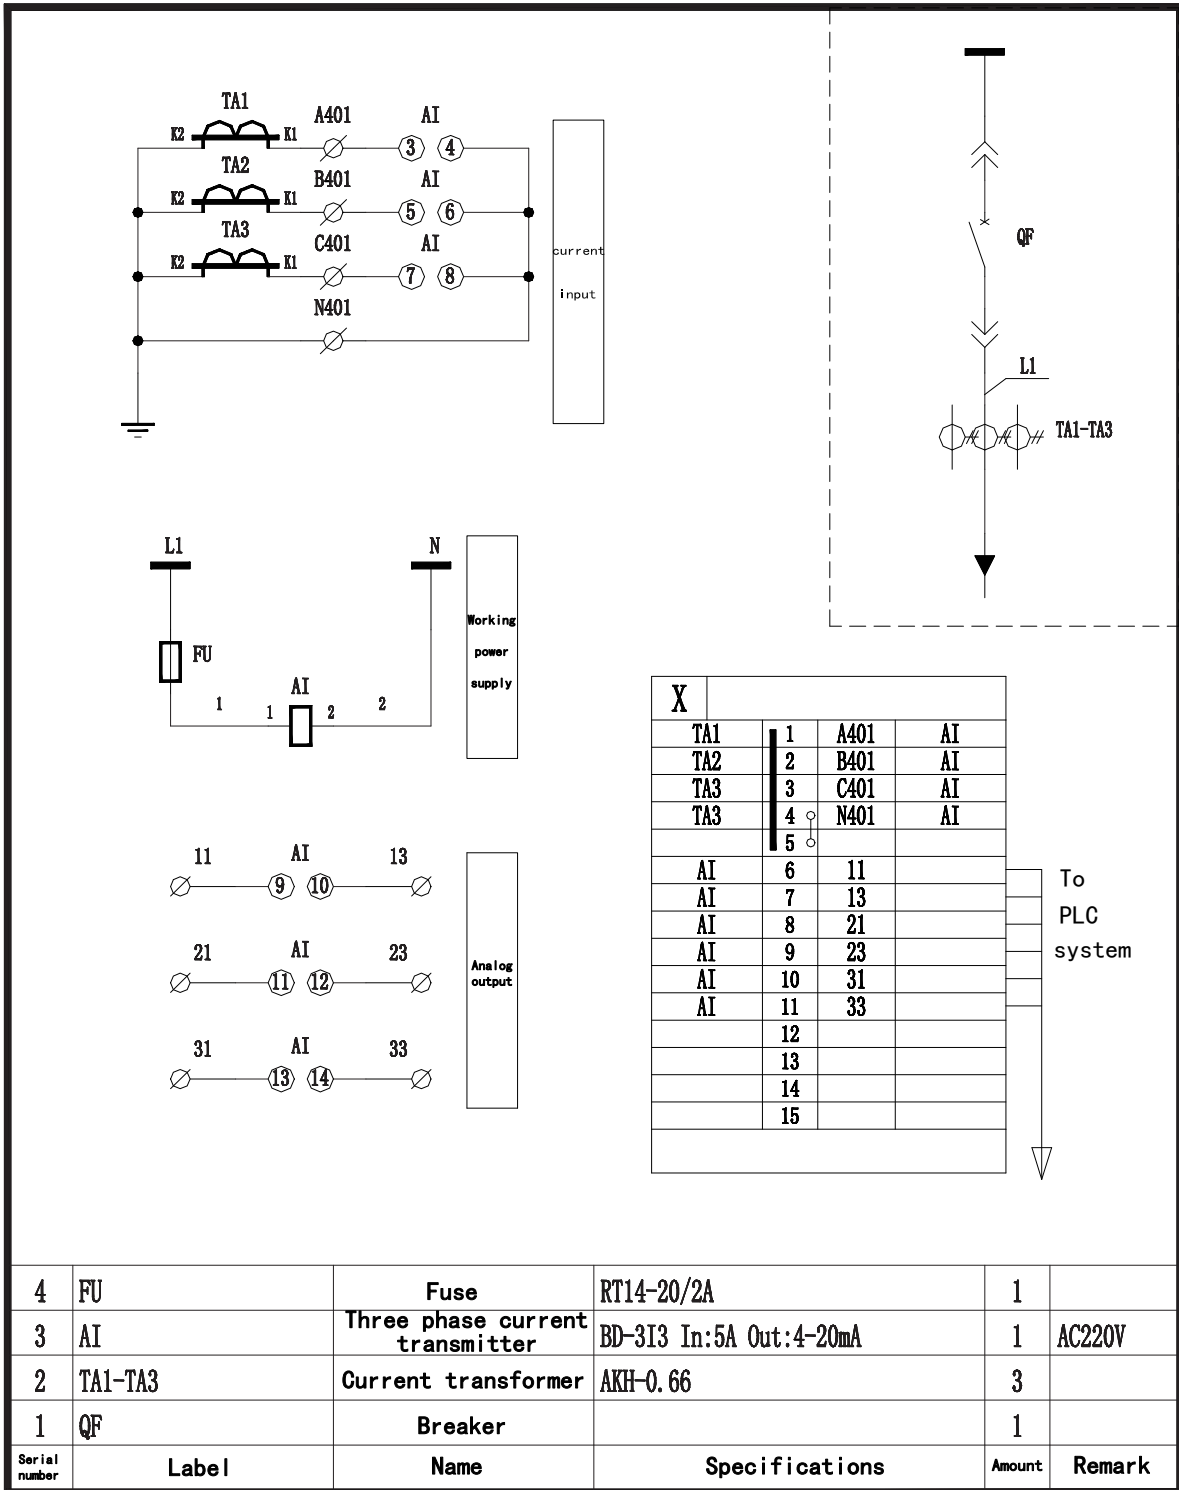 TA1
K2
K1
A401
AI
3
4
TA2
K2
K1
B401
AI
5
6
TA3
K2
K1
C401
AI
7
8
N401
current
input
QF
L1
TA1-TA3
L1
N
FU
1
1
AI
2
2
Working
power
supply
11
AI
13
9
10
21
AI
23
11
12
31
AI
33
13
14
Analog
output
X
TA1 1 A401 AI
TA2 2 B401 AI
TA3 3 C401 AI
TA3 4 N401 AI
5
AI 6 11
AI 7 13
AI 8 21
AI 9 23
AI 10 31
AI 11 33
12
13
14
15
To
PLC
system
4 FU Fuse RT14-20/2A 1
3 AI Three phase current transmitter BD-3I3 In:5A Out:4-20mA 1 AC220V
2 TA1-TA3 Current transformer AKH-0.66 3
1 QF Breaker 1
Serial number Label Name Specifications Amount Remark